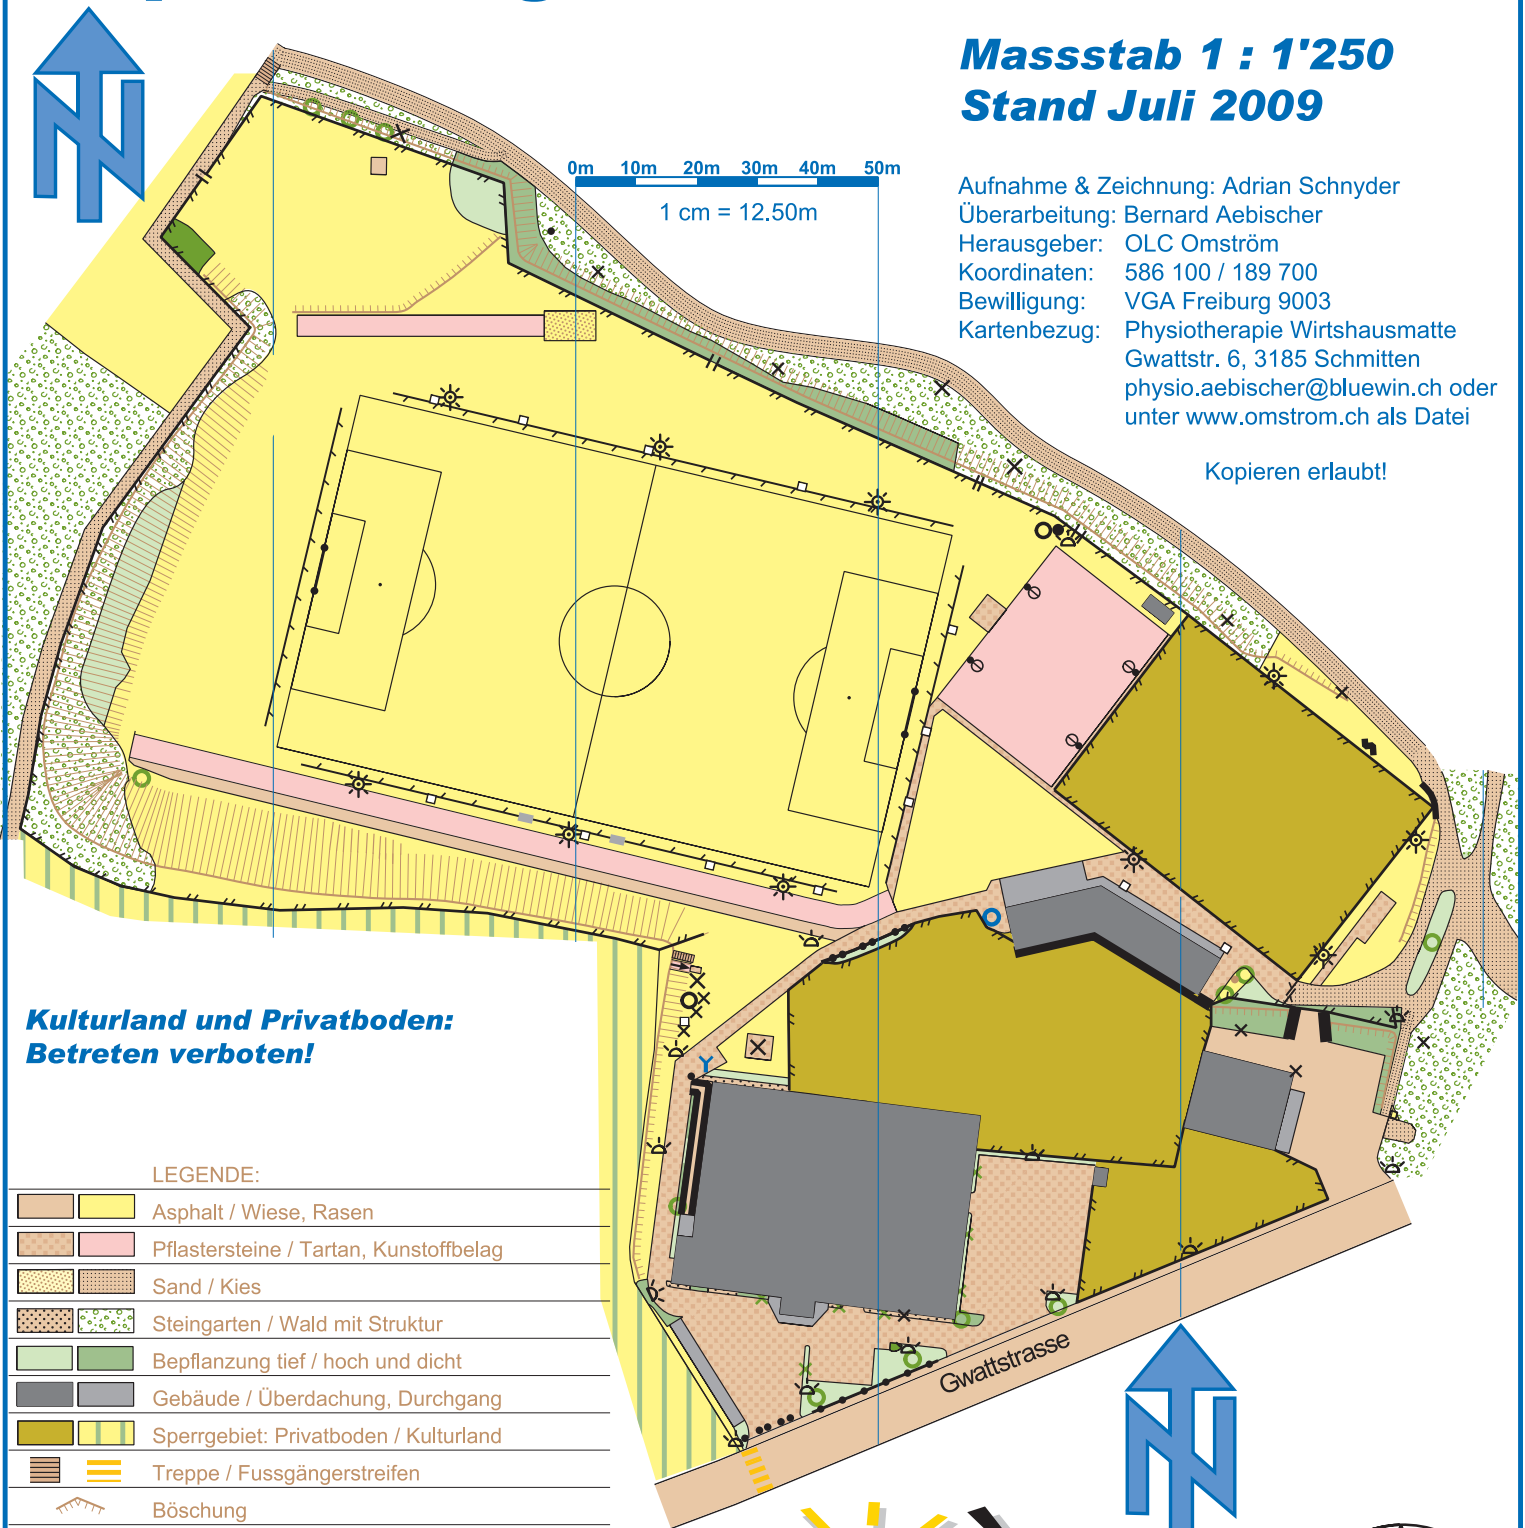 Massstab 1 : 1'250
Stand Juli 2009
0m 10m 20m 30m 40m 50m
1 cm = 12.50m
Aufnahme & Zeichnung: Adrian Schnyder
Überarbeitung: Bernard Aebischer
Herausgeber: OLC Omström
Koordinaten: 586 100 / 189 700
Bewilligung: VGA Freiburg 9003
Kartenbezug: Physiotherapie Wirtshausmatte
Gwattstr. 6, 3185 Schmitten
physio.aebischer@bluewin.ch oder
unter www.omstrom.ch als Datei
Kopieren erlaubt!
Kulturland und Privatboden:
Betreten verboten!
LEGENDE:
Asphalt / Wiese, Rasen
Pflastersteine / Tartan, Kunstoffbelag
Sand / Kies
Steingarten / Wald mit Struktur
Bepflanzung tief / hoch und dicht
Gebäude / Überdachung, Durchgang
Sperrgebiet: Privatboden / Kulturland
Treppe / Fussgängerstreifen
Böschung
Gwattstrasse